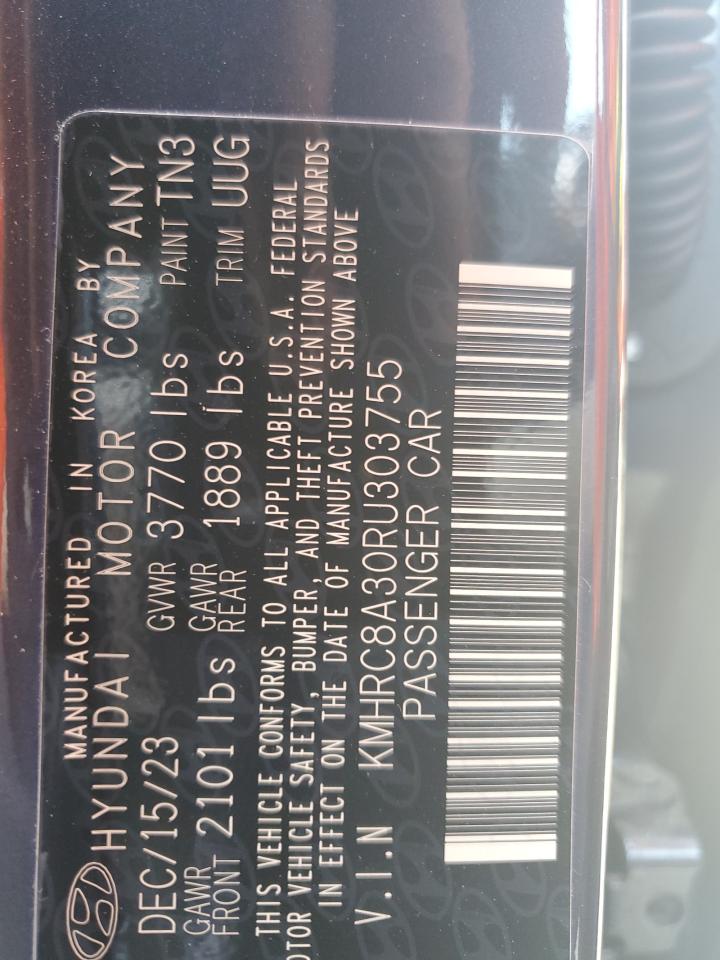 MANUFACTURED IN KOREA BY
HYUNDAI MOTOR COMPANY
DEC/15/23 GVWR 3770 lbs PAINT TN3
GAWR FRONT 2101 lbs GAWR REAR 1889 lbs TRIM UUG
THIS VEHICLE CONFORMS TO ALL APPLICABLE U.S.A. FEDERAL
OTOR VEHICLE SAFETY, BUMPER, AND THEFT PREVENTION STANDARDS
IN EFFECT ON THE DATE OF MANUFACTURE SHOWN ABOVE
V.I.N KMHRC8A30RU303755
PASSENGER CAR